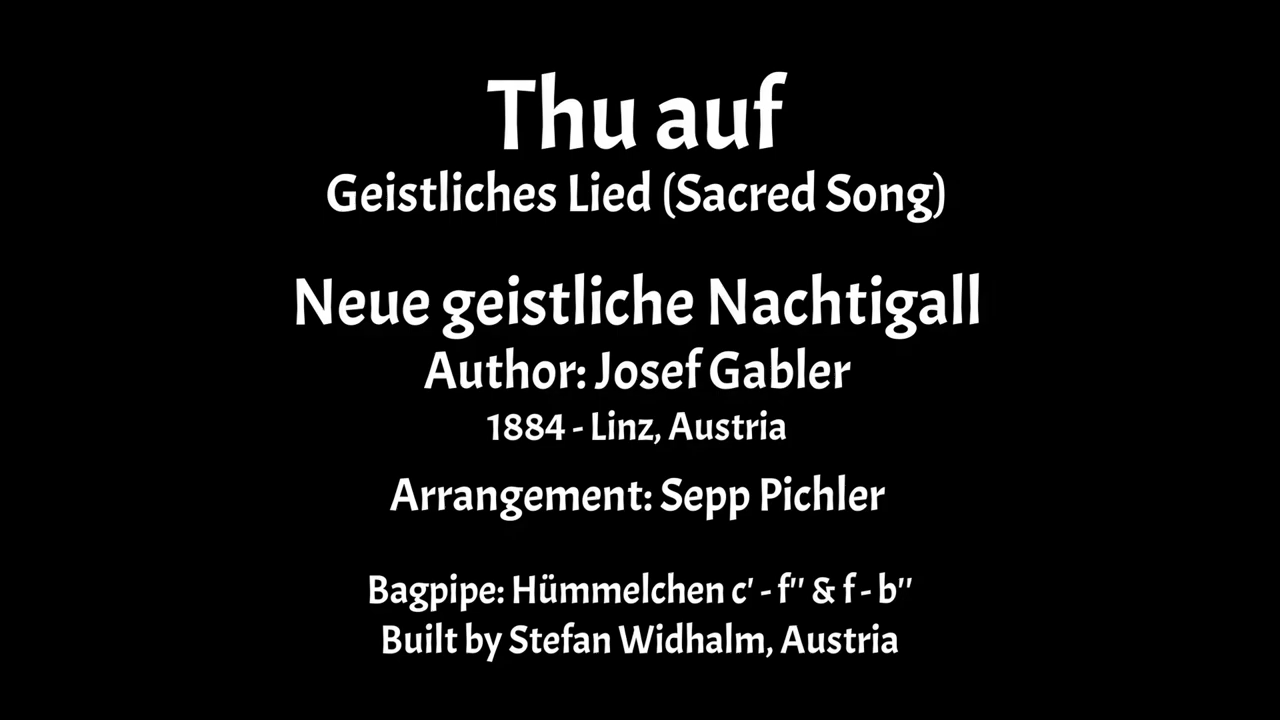 Thu auf
Geistliches Lied (Sacred Song)
Neue geistliche Nachtigall
Author: Josef Gabler
1884 - Linz, Austria
Arrangement: Sepp Pichler
Bagpipe: Hümmelchen c' - f'' & f - b''
Built by Stefan Widhalm, Austria